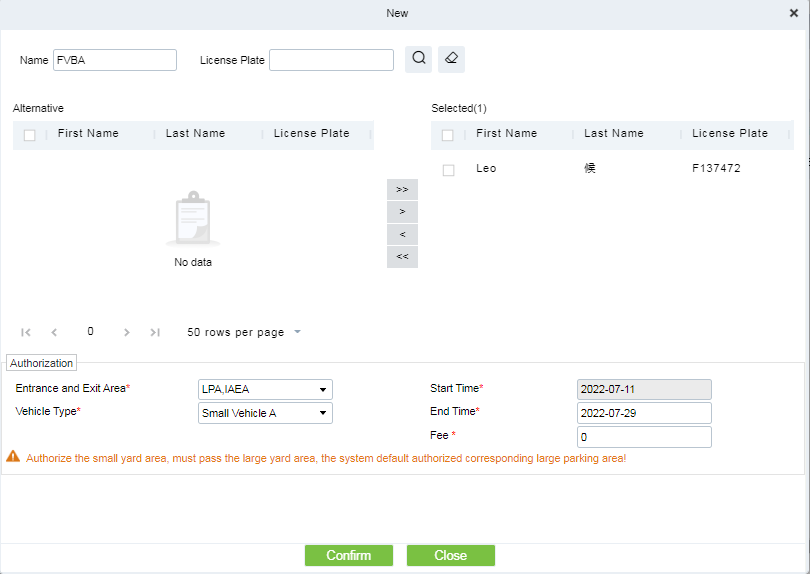 New
Name FVBA License Plate
Alternative
Selected(1)
First Name Last Name License Plate
First Name Last Name License Plate
Leo 候 F137472
>>
>
<
<<
No data
0 50 rows per page
Authorization
Entrance and Exit Area* LPA,IAEA Start Time* 2022-07-11
Vehicle Type* Small Vehicle A End Time* 2022-07-29
Fee * 0
Authorize the small yard area, must pass the large yard area, the system default authorized corresponding large parking area!
Confirm Close